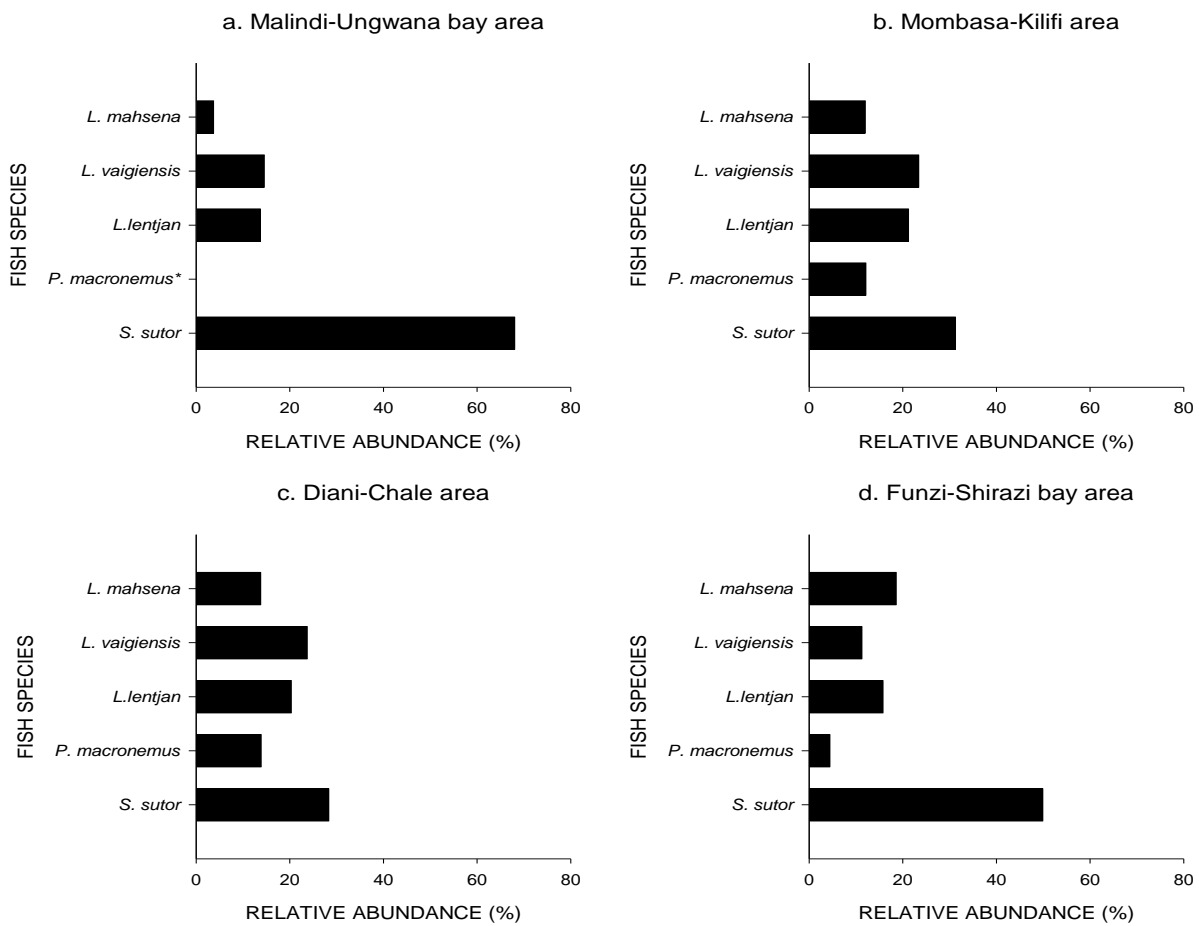 a. Malindi-Ungwana bay area
FISH SPECIES
L. mahsena
L. vaigiensis
L.lentjan
P. macronemus*
S. sutor
0 20 40 60 80
RELATIVE ABUNDANCE (%)
b. Mombasa-Kilifi area
FISH SPECIES
L. mahsena
L. vaigiensis
L.lentjan
P. macronemus
S. sutor
0 20 40 60 80
RELATIVE ABUNDANCE (%)
c. Diani-Chale area
FISH SPECIES
L. mahsena
L. vaigiensis
L.lentjan
P. macronemus
S. sutor
0 20 40 60 80
RELATIVE ABUNDANCE (%)
d. Funzi-Shirazi bay area
FISH SPECIES
L. mahsena
L. vaigiensis
L.lentjan
P. macronemus
S. sutor
0 20 40 60 80
RELATIVE ABUNDANCE (%)